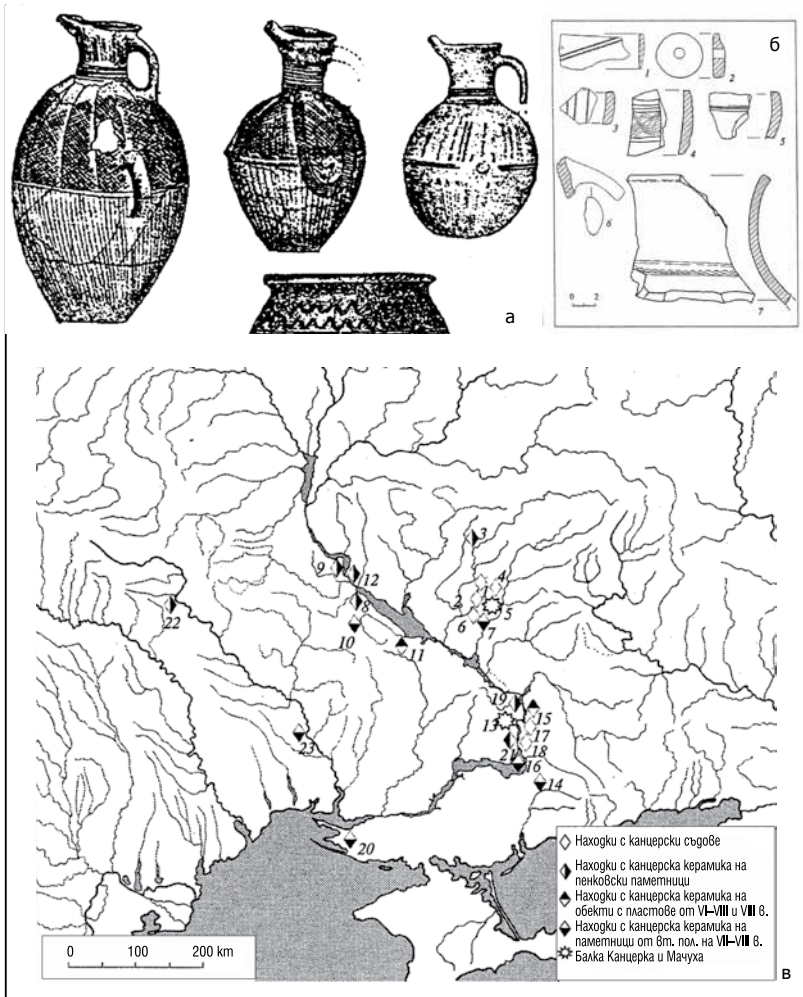 а
б
1
2
3
4
5
6
7
0 2
3
4
1
2
5
6
7
9
12
8
10
11
22
23
19
13
15
17
21
18
16
14
20
0 100 200 km
Находки с канцерски съдове
Находки с канцерска керамика на
пенковски паметници
Находки с канцерска керамика на
обекти с пластове от VI–VIII и VIII в.
Находки с канцерска керамика на
паметници от вт. пол. на VII–VIII в.
Балка Канцерка и Мачуха
в